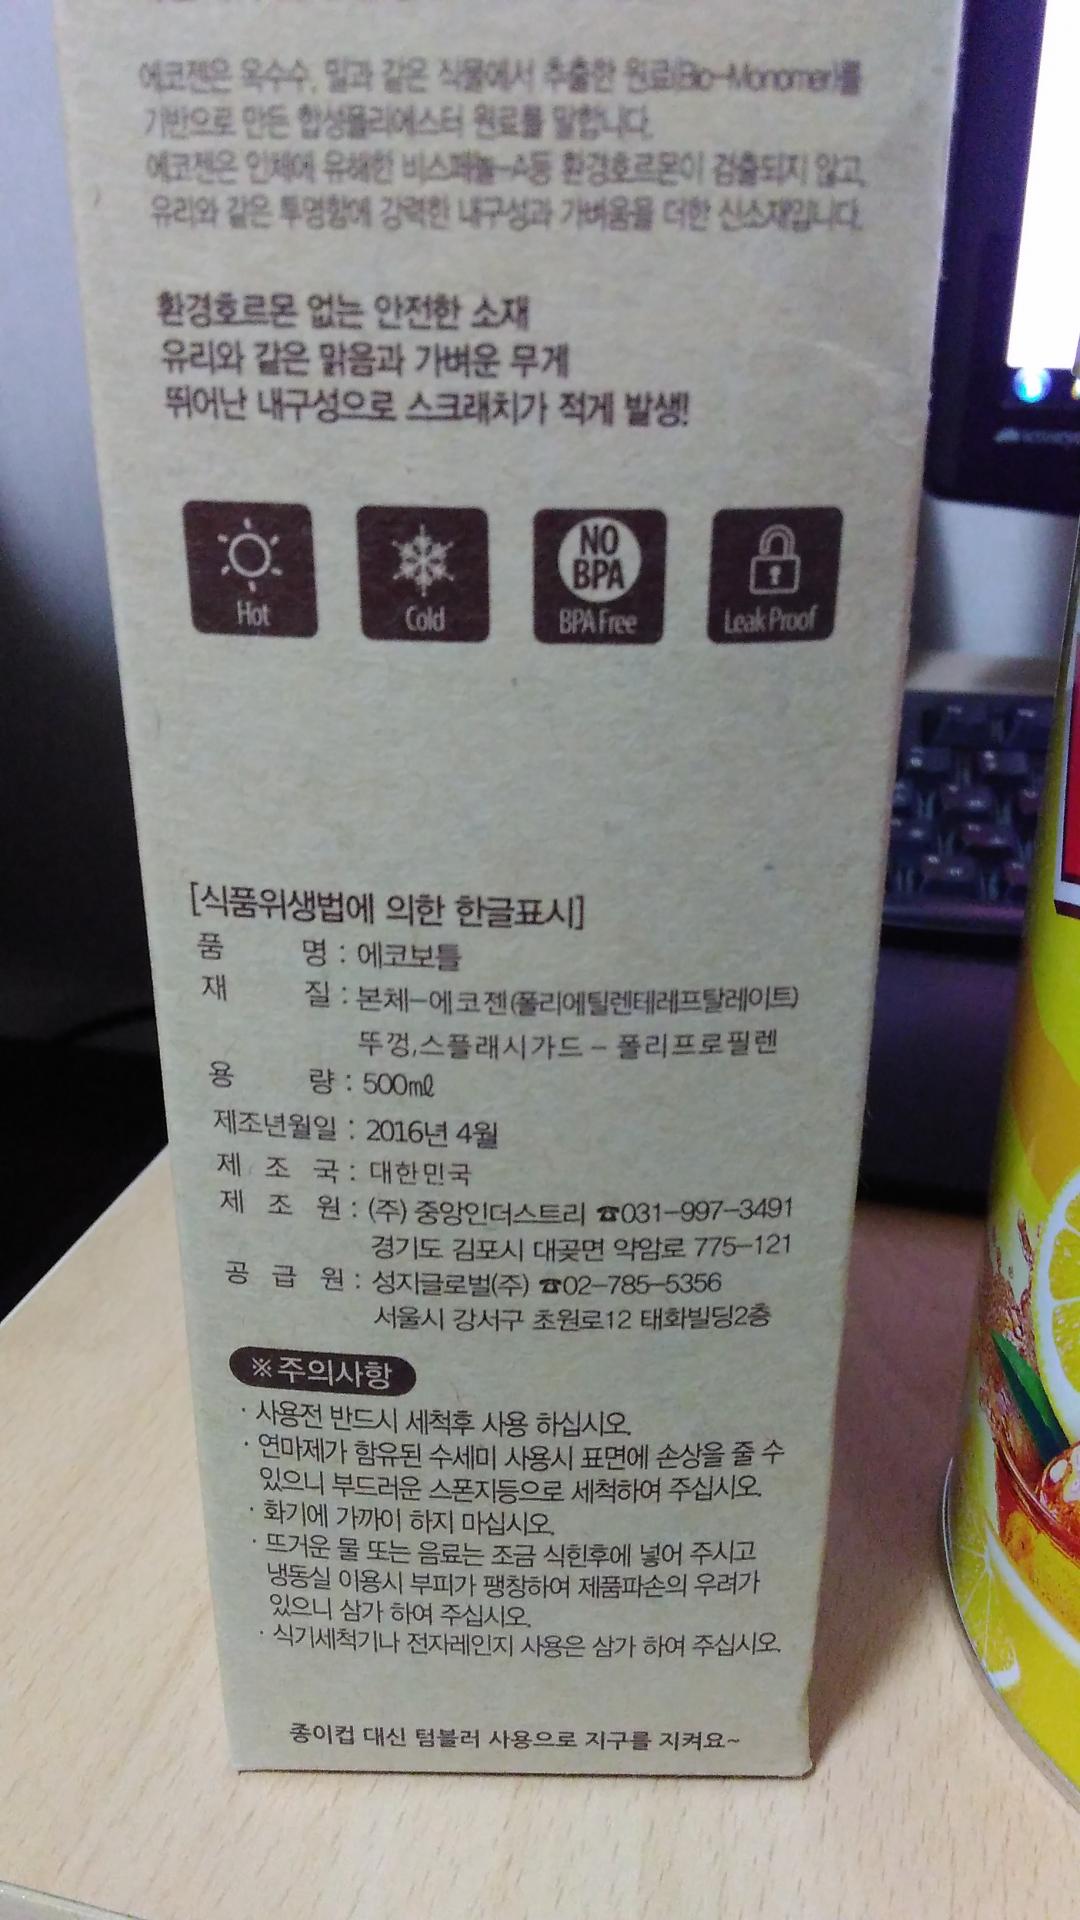 에코젠은 옥수수, 밀과 같은 식물에서 추출한 원료(Bio-Monomer)를
기반으로 만든 합성폴리에스터 원료를 말합니다.
에코젠은 인체에 유해한 비스페놀-A등 환경호르몬이 검출되지 않고,
유리와 같은 투명함에 강력한 내구성과 가벼움을 더한 신소재입니다.
환경호르몬 없는 안전한 소재
유리와 같은 맑음과 가벼운 무게
뛰어난 내구성으로 스크래치가 적게 발생!
NO
BPA
Hot Cold BPA Free Leak Proof
[식품위생법에 의한 한글표시]
품 명 : 에코보틀
재 질 : 본체-에코젠(폴리에틸렌테레프탈레이트)
뚜껑,스플래시가드 - 폴리프로필렌
용 량 : 500㎖
제조년월일 : 2016년 4월
제 조 국 : 대한민국
제 조 원 : (주) 중앙인더스트리 ☎031-997-3491
경기도 김포시 대곶면 약암로 775-121
공 급 원 : 성지글로벌(주) ☎02-785-5356
서울시 강서구 초원로12 태화빌딩2층
※주의사항
· 사용전 반드시 세척후 사용 하십시오.
· 연마제가 함유된 수세미 사용시 표면에 손상을 줄 수
있으니 부드러운 스폰지등으로 세척하여 주십시오.
· 화기에 가까이 하지 마십시오.
· 뜨거운 물 또는 음료는 조금 식힌후에 넣어 주시고
냉동실 이용시 부피가 팽창하여 제품파손의 우려가
있으니 삼가 하여 주십시오.
· 식기세척기나 전자레인지 사용은 삼가 하여 주십시오.
종이컵 대신 텀블러 사용으로 지구를 지켜요~